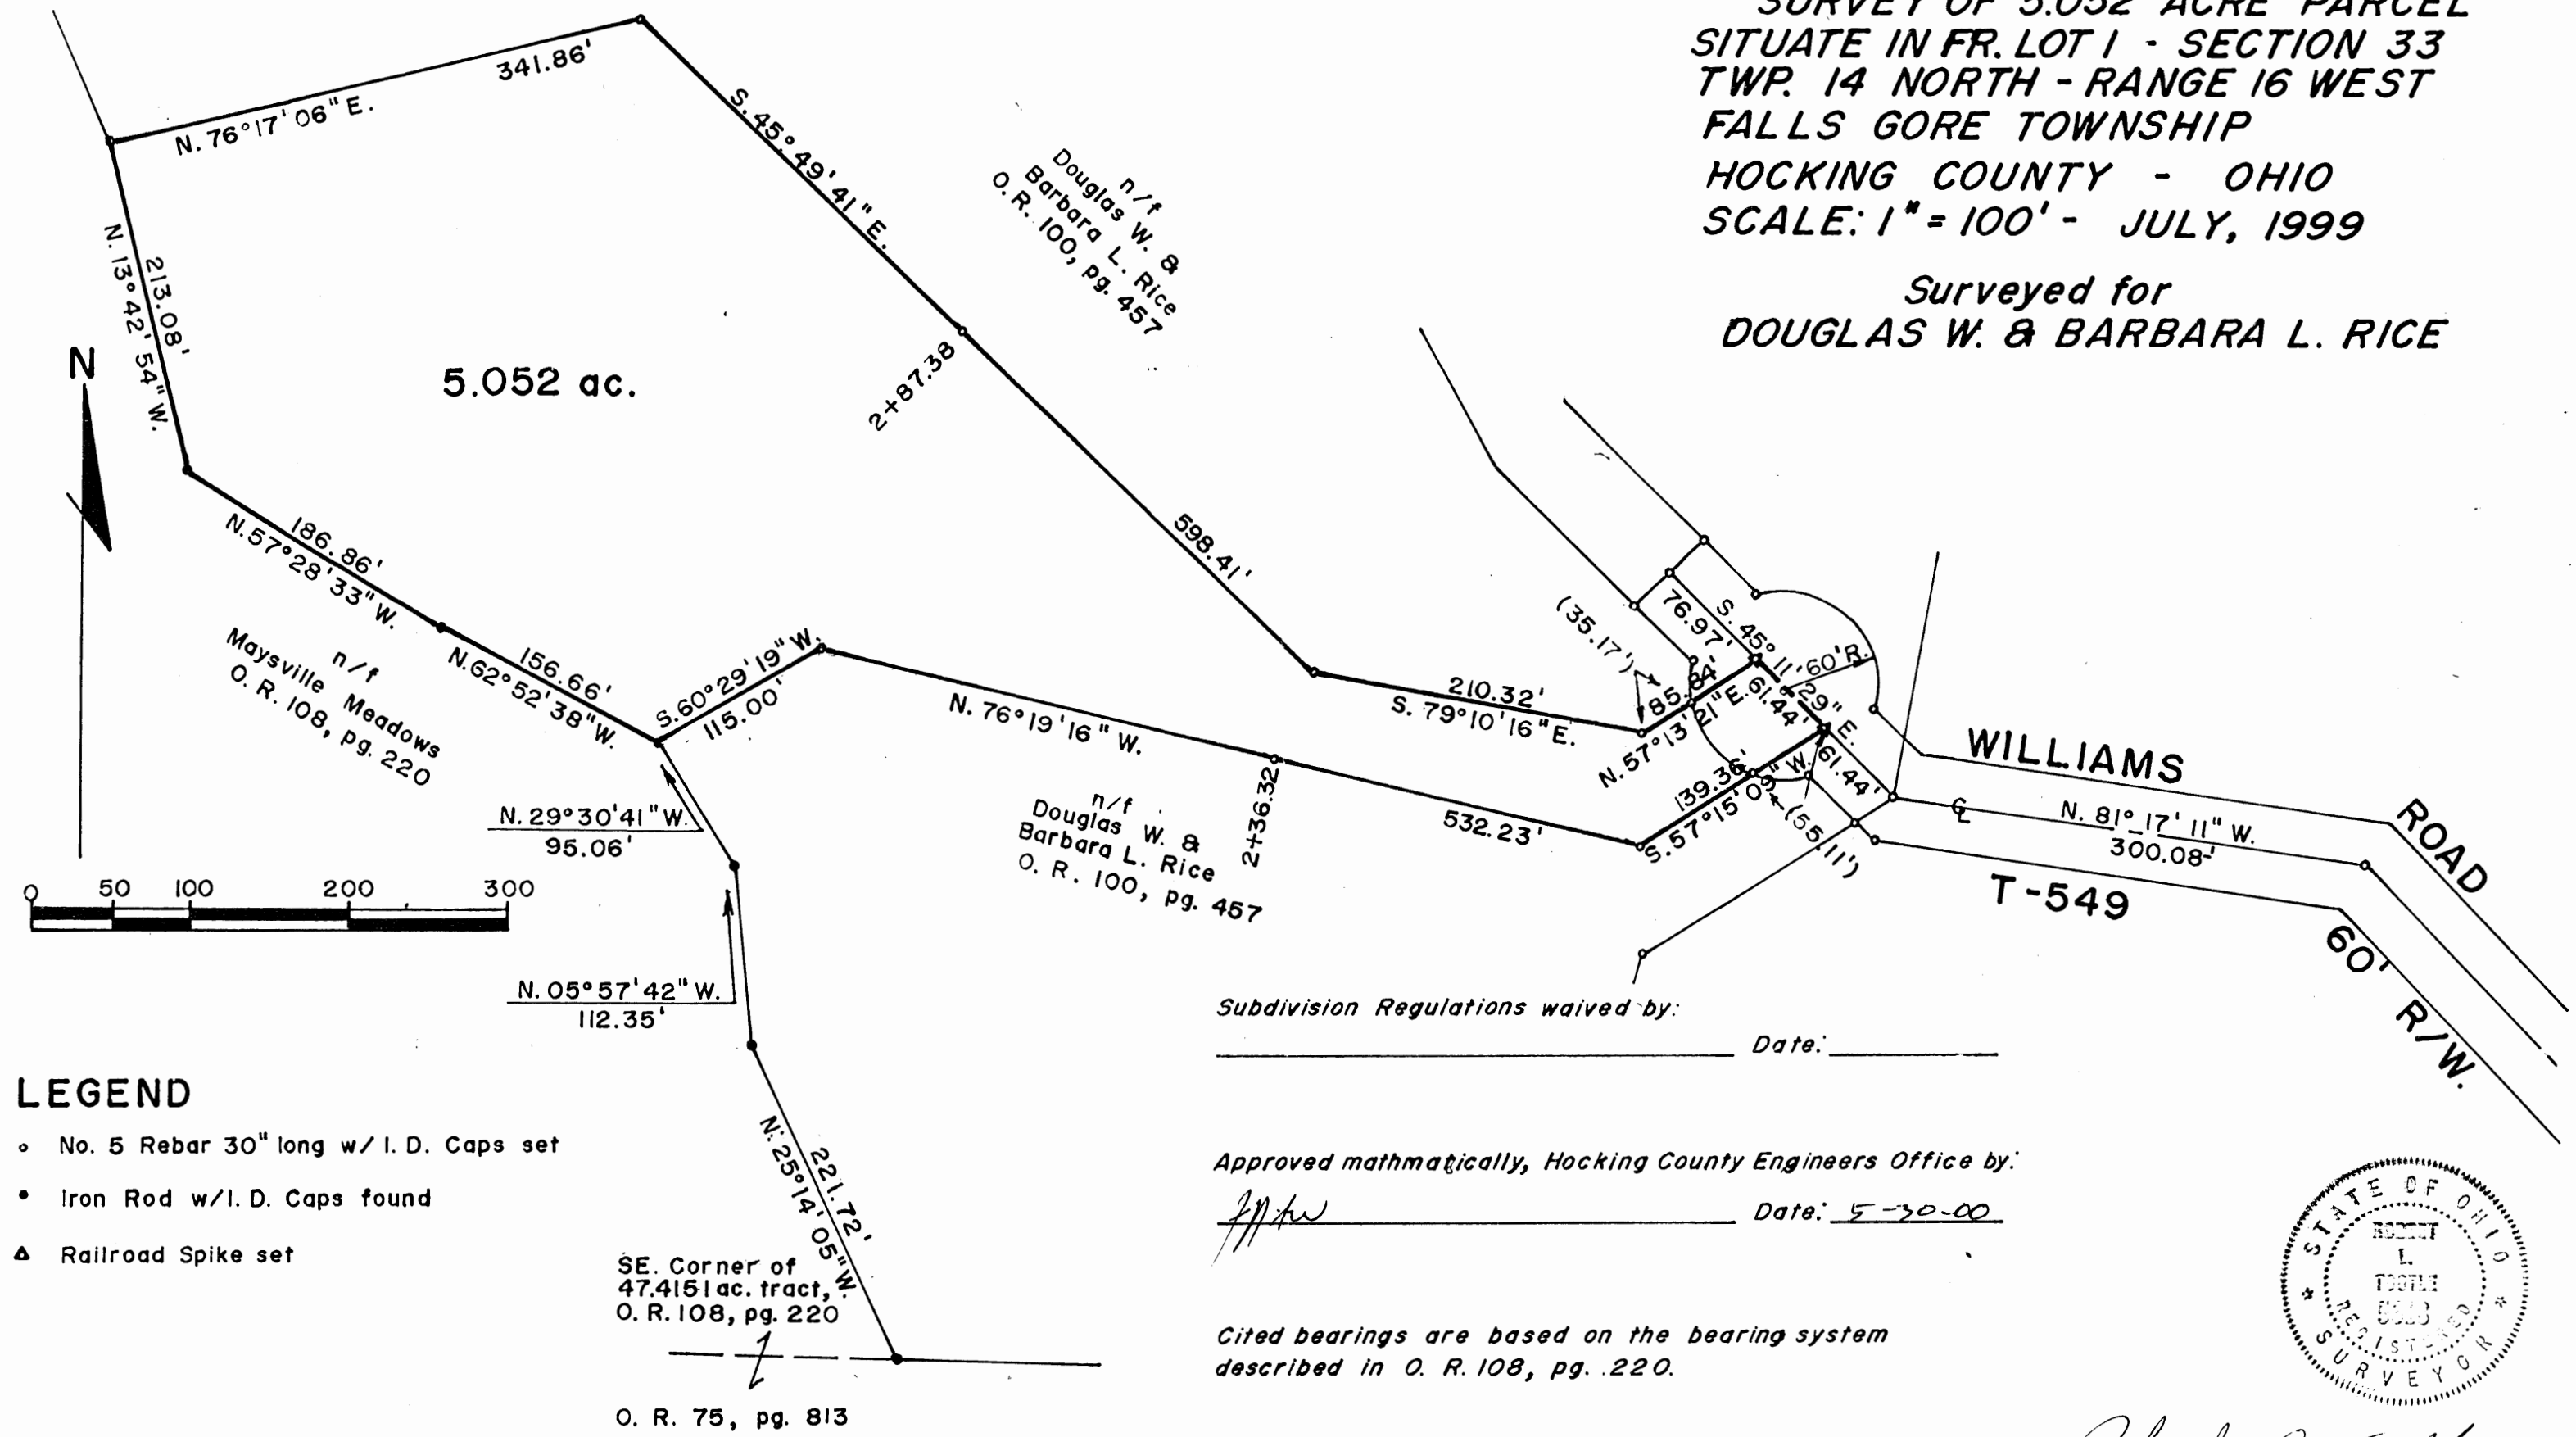 SURVEY OF 5.052 ACRE PARCEL
SITUATE IN FR. LOT 1 - SECTION 33
TWP. 14 NORTH - RANGE 16 WEST
FALLS GORE TOWNSHIP
HOCKING COUNTY - OHIO
SCALE: 1" = 100' - JULY, 1999
Surveyed for
DOUGLAS W. & BARBARA L. RICE
341.86'
N. 76°17'06" E.
S. 45°49'41" E.
n/f
Douglas W. &
Barbara L. Rice
O. R. 100, pg. 457
213.08'
N. 13°42'54" W.
N
5.052 ac.
2+87.38
598.41'
186.86'
N. 57°28'33" W.
n/f
Maysville Meadows
O. R. 108, pg. 220
156.66'
N. 62°52'38" W.
S. 60°29'19" W.
115.00'
N. 76°19'16" W.
2+36.32
532.23'
n/f
Douglas W. &
Barbara L. Rice
O. R. 100, pg. 457
210.32'
S. 79°10'16" E.
(35.17')
76.97'
S. 45°11'29" E.
60' R.
85.84'
N. 57°13'21" E.
61.44'
61.44'
139.36'
S. 57°15'09" W.
(55.11')
WILLIAMS
ROAD
CL
N. 81°17'11" W.
300.08'
T-549
60' R/W.
N. 29°30'41" W.
95.06'
0 50 100 200 300
N. 05°57'42" W.
112.35'
221.72'
N. 25°14'05" W.
LEGEND
No. 5 Rebar 30" long w/ I. D. Caps set
Iron Rod w/I. D. Caps found
Railroad Spike set
SE. Corner of
47.4151 ac. tract,
O. R. 108, pg. 220
O. R. 75, pg. 813
Subdivision Regulations waived by:
Date:
Approved mathmatically, Hocking County Engineers Office by:
Date: 5-30-00
Cited bearings are based on the bearing system
described in O. R. 108, pg. 220.
STATE OF OHIO
ROBERT
L.
TOOTLE
REGISTERED
SURVEYOR